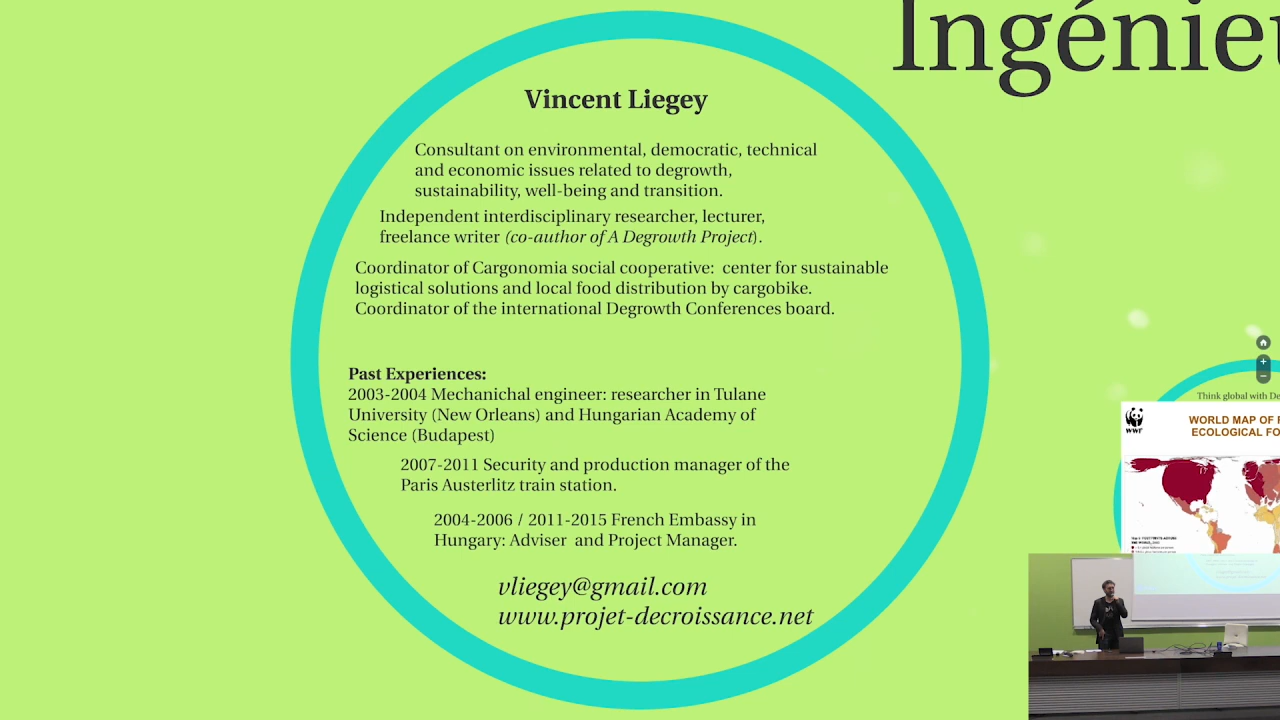 Ingénieu
Vincent Liegey
Consultant on environmental, democratic, technical
and economic issues related to degrowth,
sustainability, well-being and transition.
Independent interdisciplinary researcher, lecturer,
freelance writer (co-author of A Degrowth Project).
Coordinator of Cargonomia social cooperative: center for sustainable
logistical solutions and local food distribution by cargobike.
Coordinator of the international Degrowth Conferences board.
Past Experiences:
2003-2004 Mechanichal engineer: researcher in Tulane
University (New Orleans) and Hungarian Academy of
Science (Budapest)
2007-2011 Security and production manager of the
Paris Austerlitz train station.
2004-2006 / 2011-2015 French Embassy in
Hungary: Adviser and Project Manager.
vliegey@gmail.com
www.projet-decroissance.net
Think global with De
WWF
WORLD MAP OF
ECOLOGICAL FO